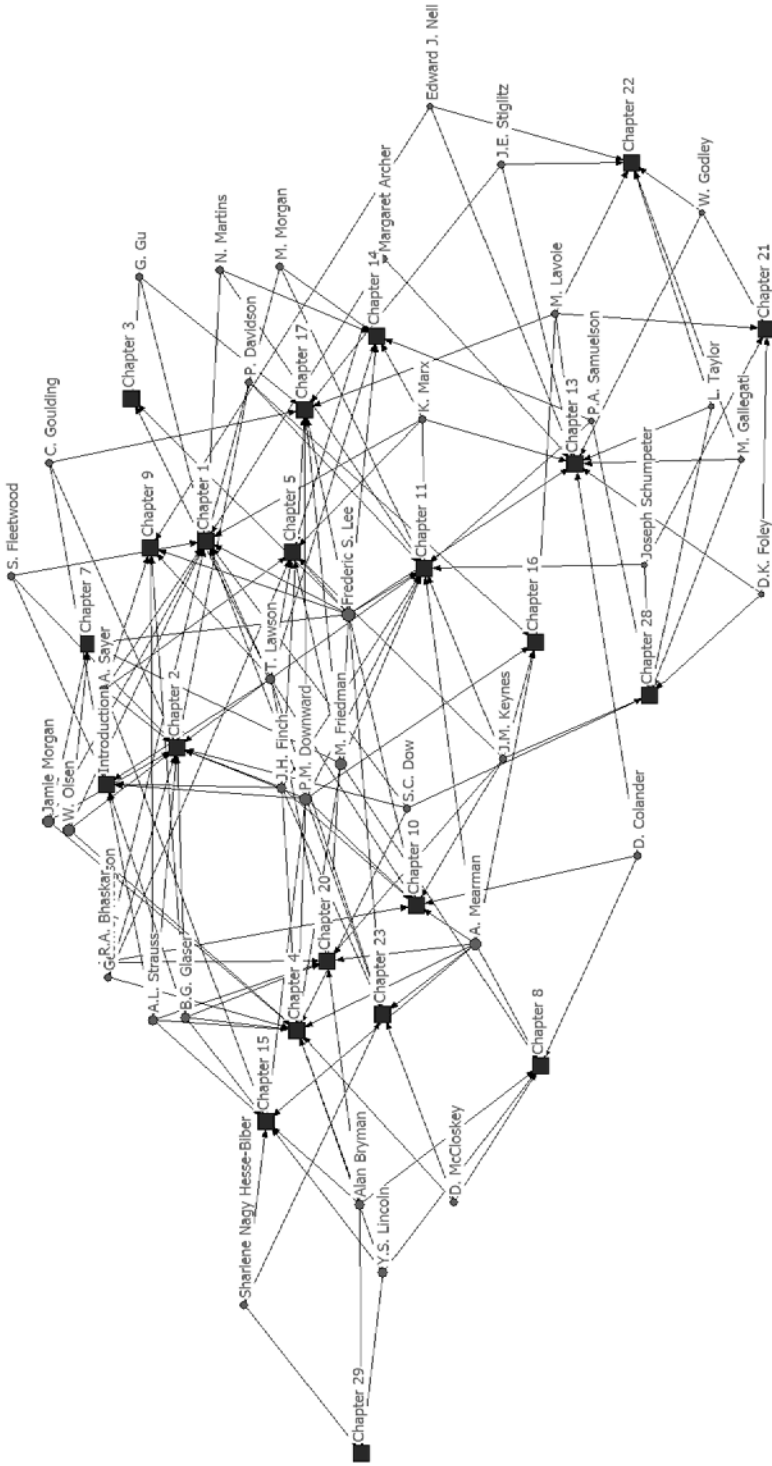 Edward J. Nell
J.E. Stiglitz
Chapter 22
W. Godley
Margaret Archer
M. Morgan
N. Martins
G. Gu
Chapter 14
M. Lavoie
Chapter 21
Chapter 3
Chapter 17
P. Davidson
K. Marx
P.A. Samuelson
L. Taylor
C. Goulding
Chapter 13
M. Gallegati
S. Fleetwood
Chapter 9
Chapter 1
Chapter 5
Chapter 11
Joseph Schumpeter
D.K. Foley
Frederic S. Lee
Chapter 7
Chapter 16
A. Sayer
T. Lawson
Chapter 28
Introduction
Chapter 2
M. Friedman
J.M. Keynes
J.H. Finch
P.M. Downward
S.C. Dow
Jamie Morgan
W. Olsen
D. Colander
Chapter 10
R.A. Bhaskar
A. Mearman
Chapter 20
A.L. Strauss
B.G. Glaser
Chapter 4
Chapter 23
Chapter 8
Chapter 15
Alan Bryman
D. McCloskey
Y.S. Lincoln
Sharlene Nagy Hesse-Biber
Chapter 29